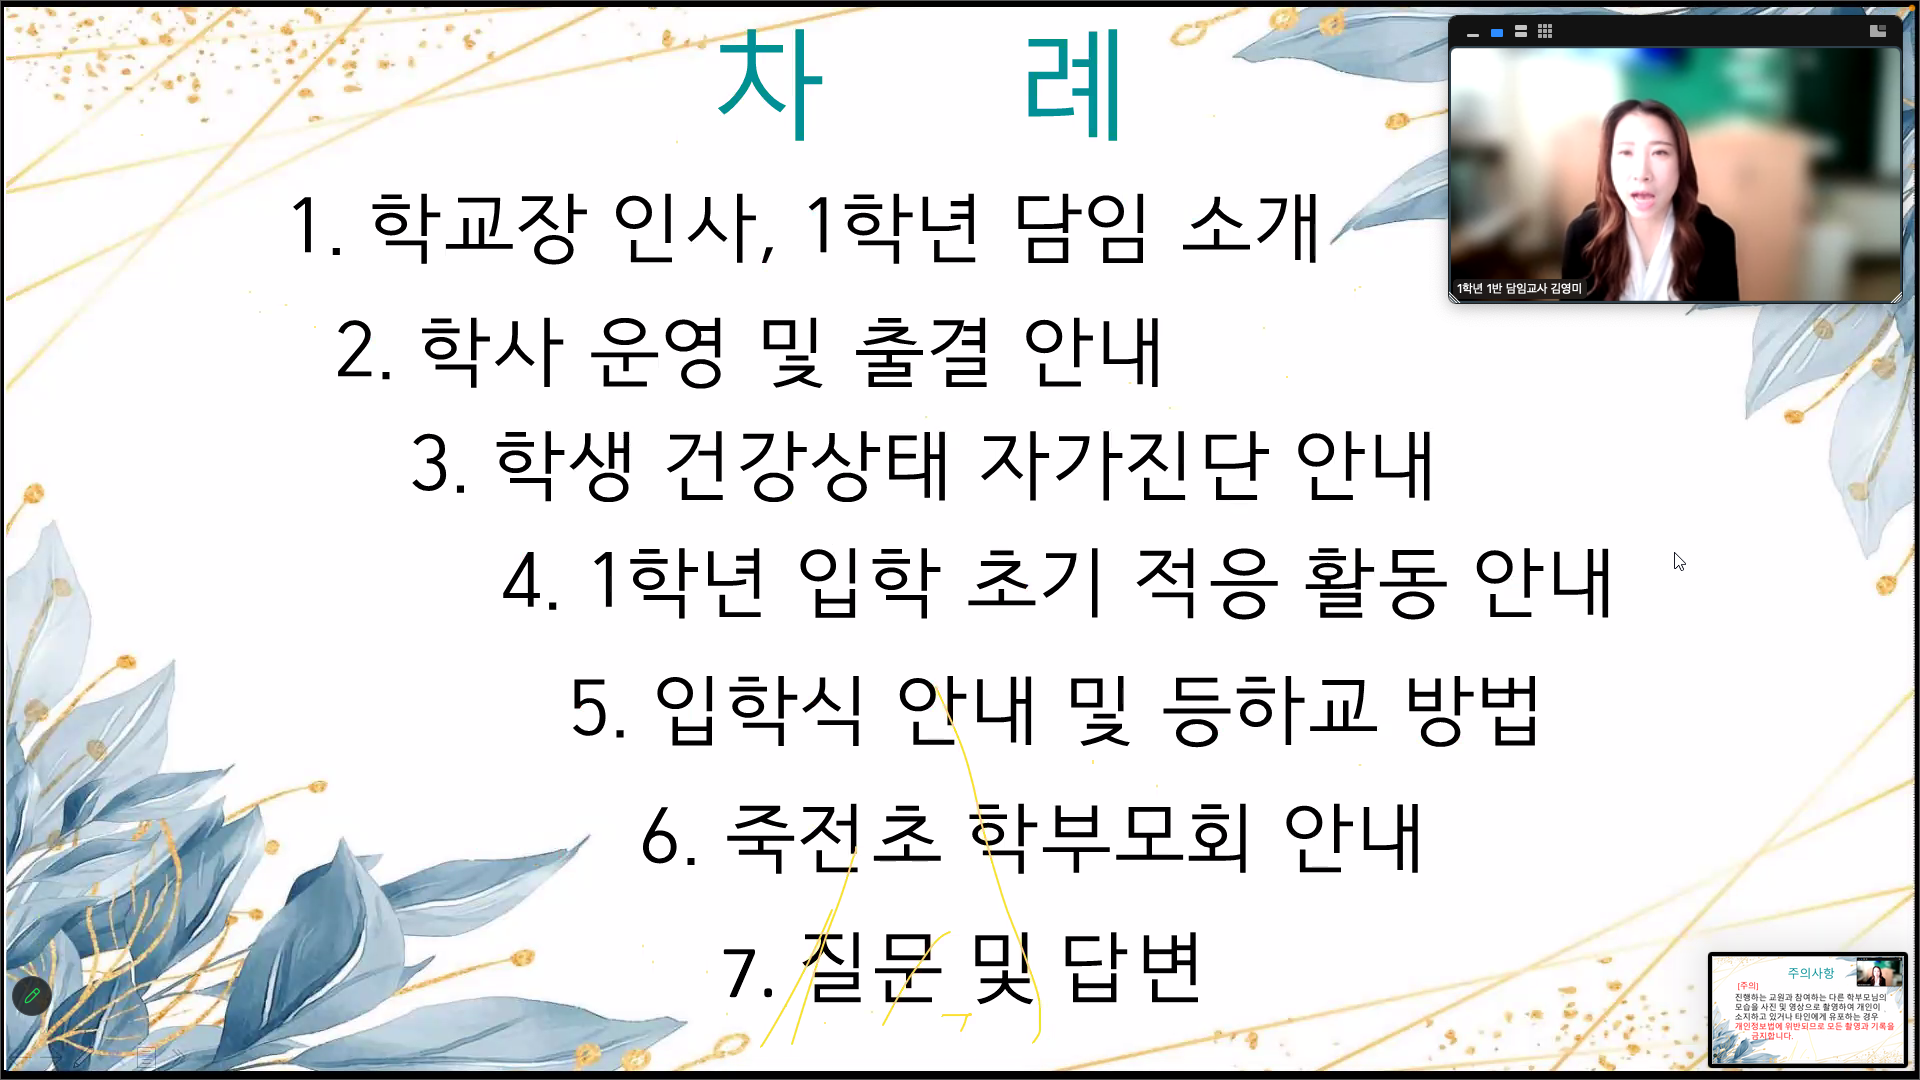 차 례
1. 학교장 인사, 1학년 담임 소개
2. 학사 운영 및 출결 안내
3. 학생 건강상태 자가진단 안내
4. 1학년 입학 초기 적응 활동 안내
5. 입학식 안내 및 등하교 방법
6. 죽전초 학부모회 안내
7. 질문 및 답변
1학년 1반 담임교사 김영미
주의사항
[주의]
진행하는 교원과 참여하는 다른 학부모님의
모습을 사진 및 영상으로 촬영하여 개인이
소지하고 있거나 타인에게 유포하는 경우
개인정보법에 위반되므로 모든 촬영과 기록을
금지합니다.